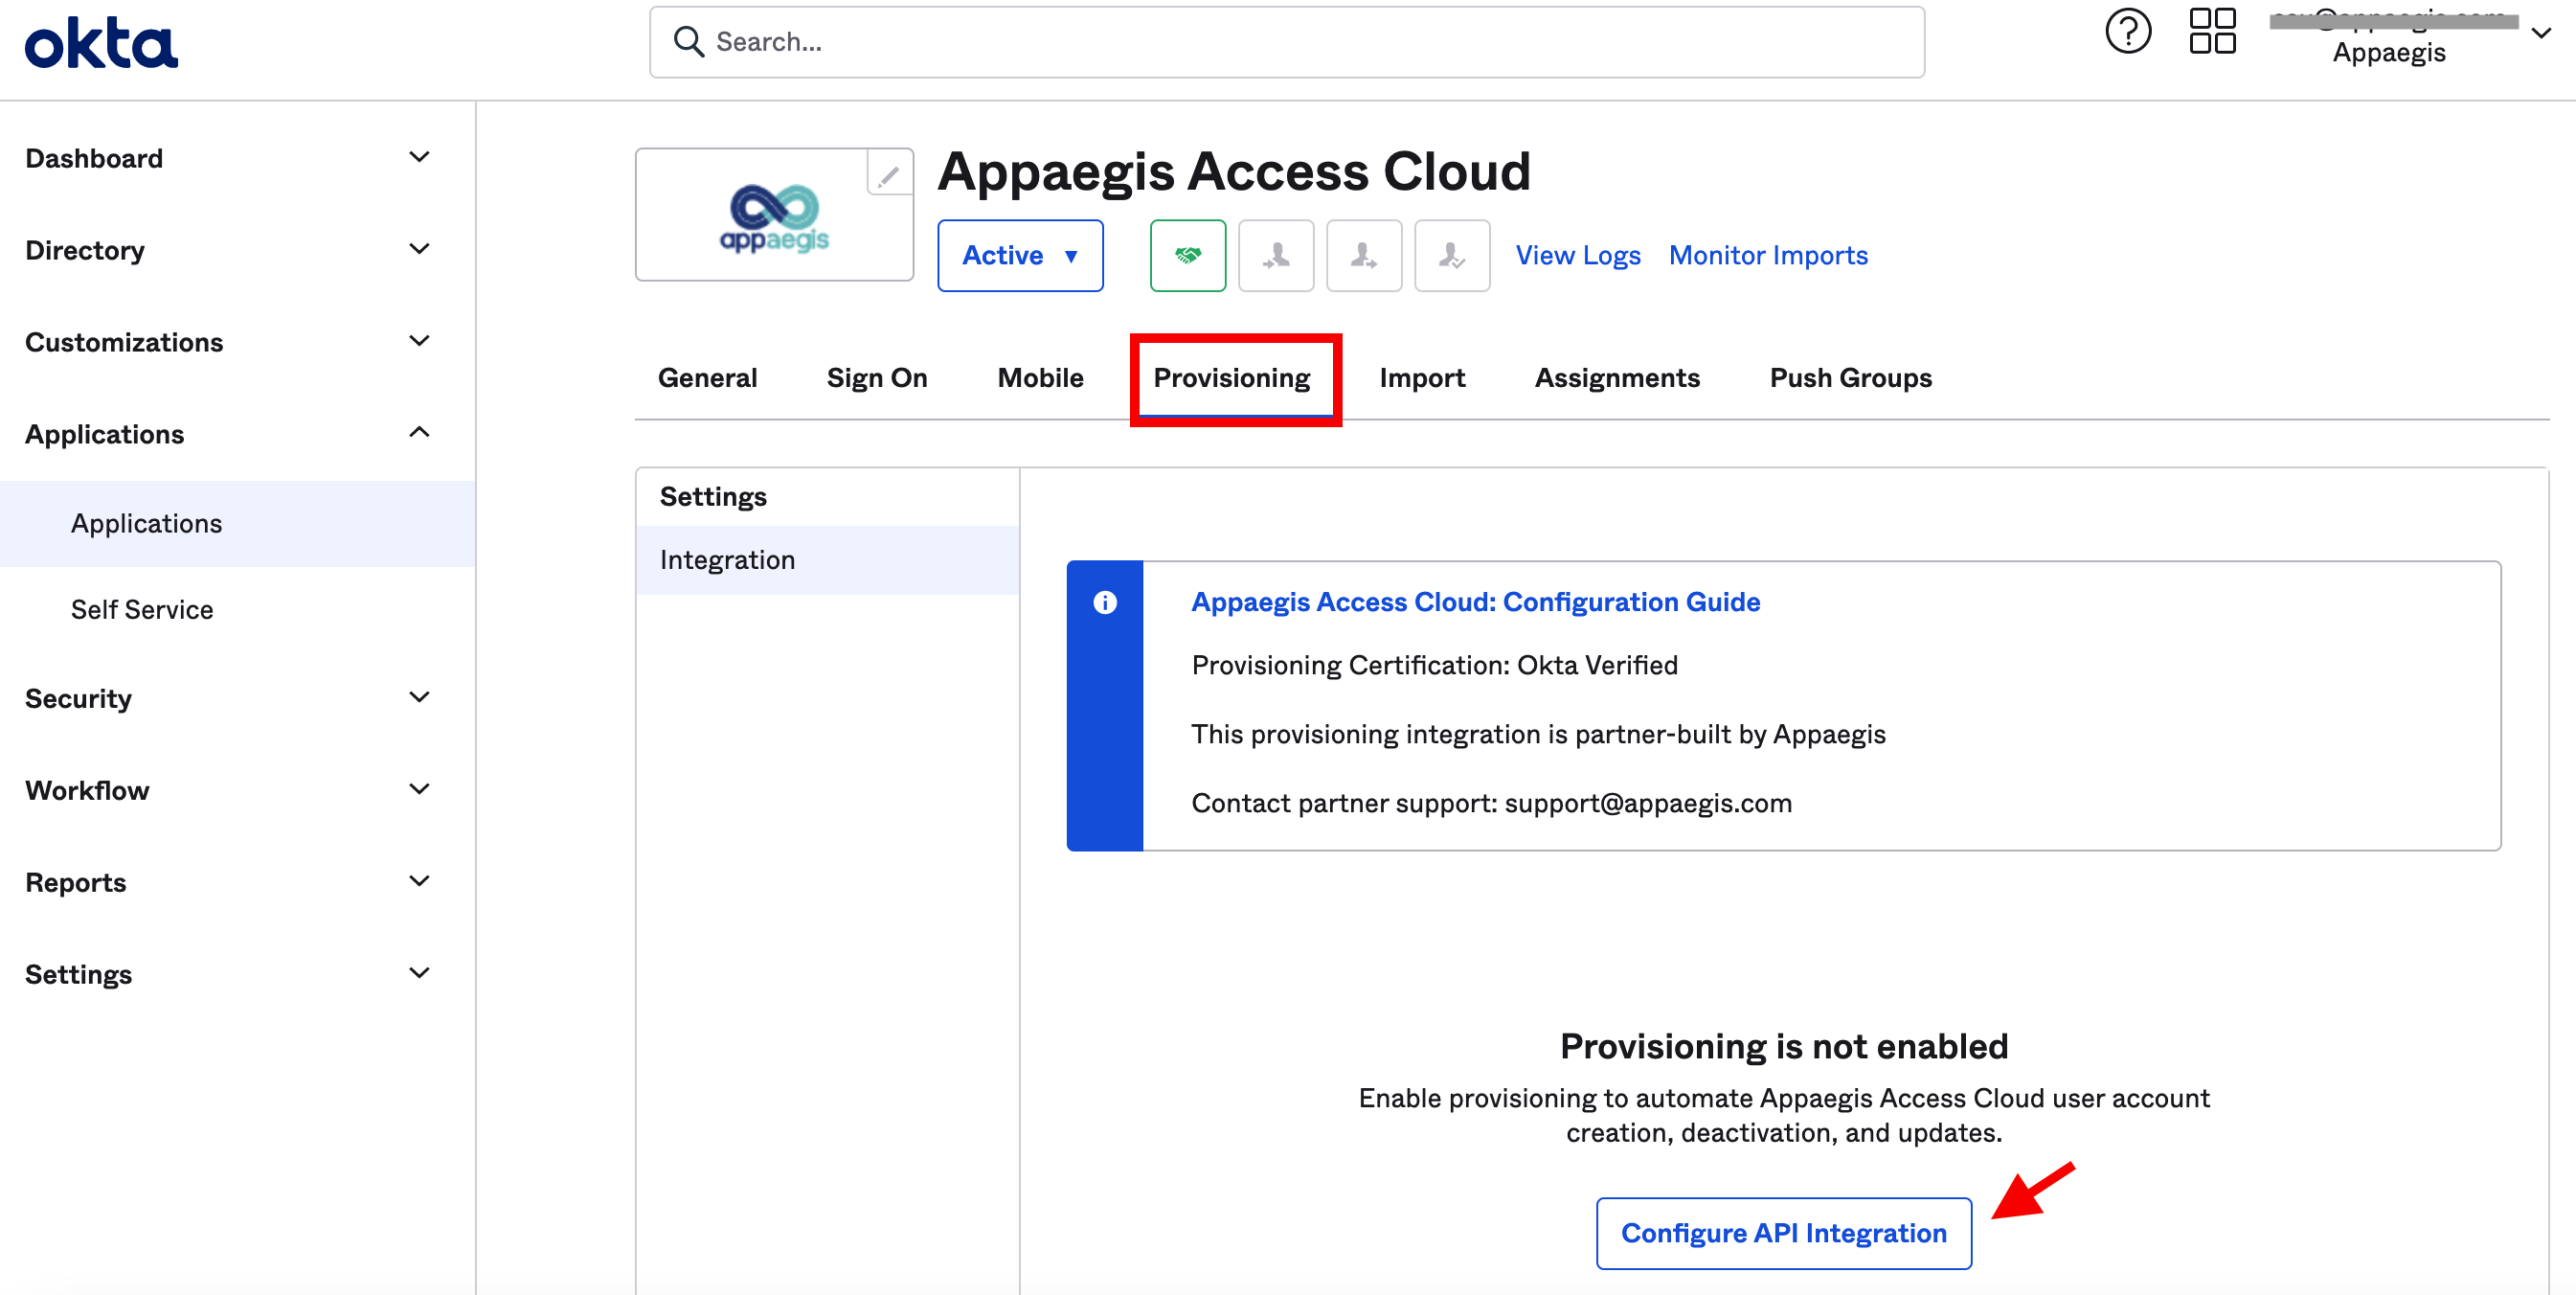 okta
Search...
Appaegis
Dashboard
Directory
Customizations
Applications
Applications
Self Service
Security
Workflow
Reports
Settings
appaegis
Appaegis Access Cloud
Active
View Logs
Monitor Imports
General
Sign On
Mobile
Provisioning
Import
Assignments
Push Groups
Settings
Integration
Appaegis Access Cloud: Configuration Guide
Provisioning Certification: Okta Verified
This provisioning integration is partner-built by Appaegis
Contact partner support: support@appaegis.com
Provisioning is not enabled
Enable provisioning to automate Appaegis Access Cloud user account
creation, deactivation, and updates.
Configure API Integration